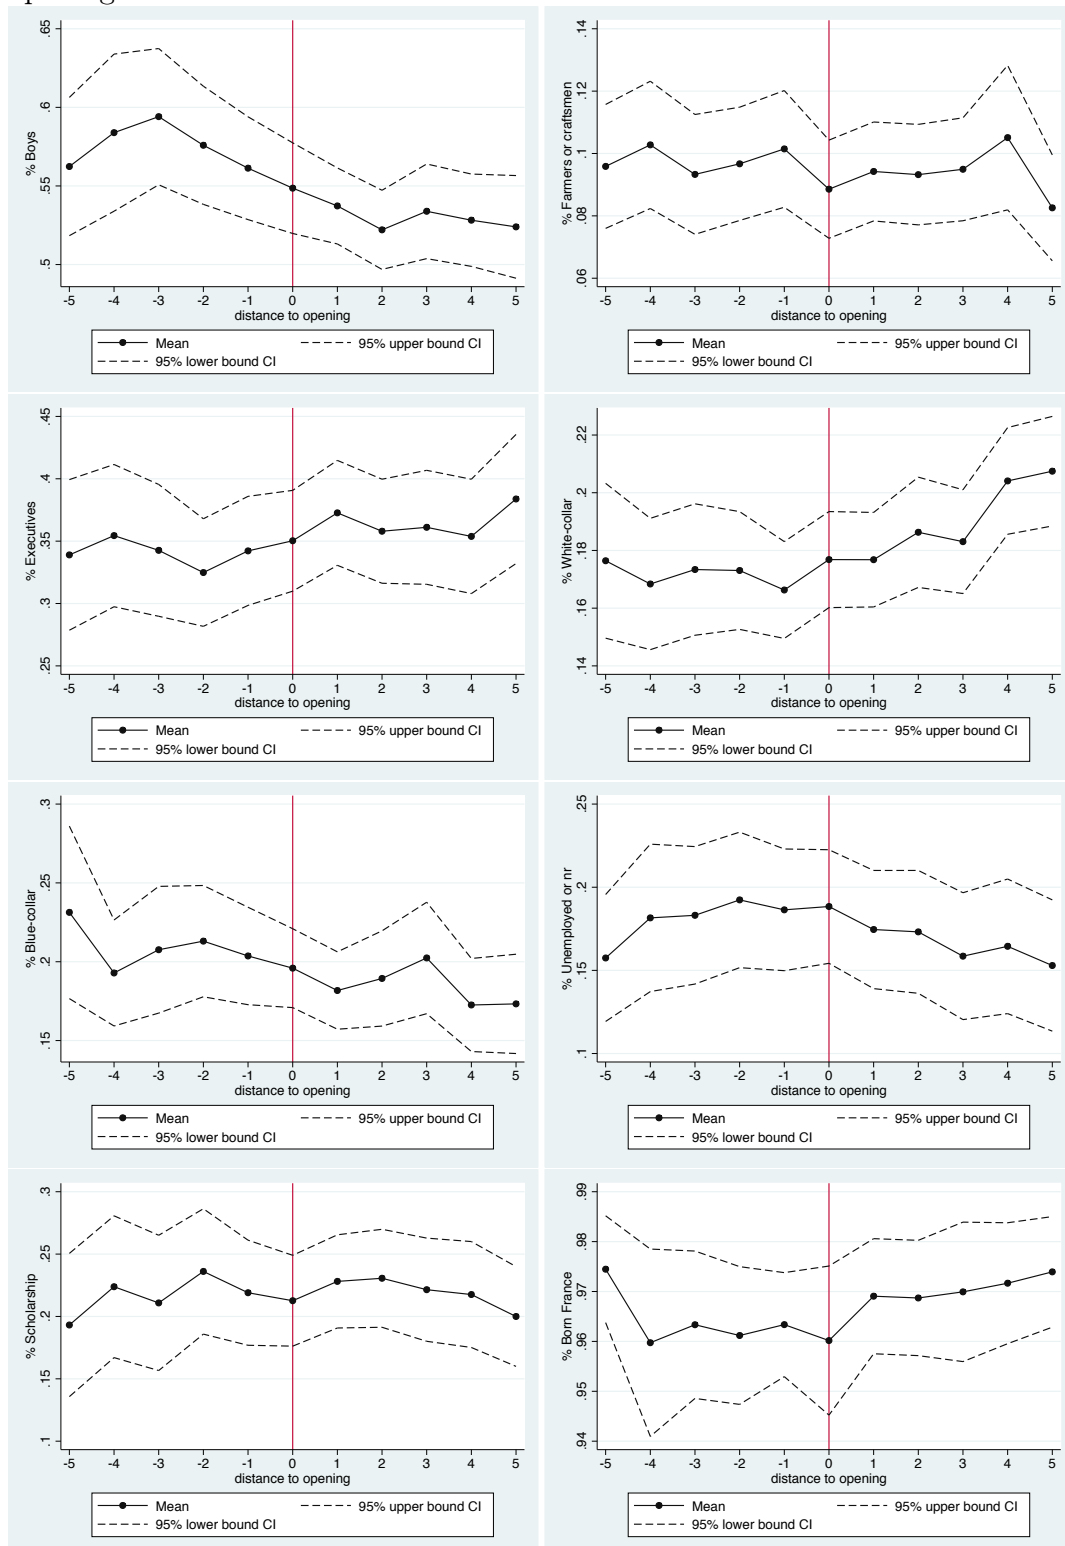 % Boys
.65
.6
.55
.5
-5 -4 -3 -2 -1 0 1 2 3 4 5
distance to opening
Mean 95% upper bound CI
95% lower bound CI
% Farmers or craftsmen
.14
.12
.1
.08
.06
-5 -4 -3 -2 -1 0 1 2 3 4 5
distance to opening
Mean 95% upper bound CI
95% lower bound CI
% Executives
.45
.4
.35
.3
.25
-5 -4 -3 -2 -1 0 1 2 3 4 5
distance to opening
Mean 95% upper bound CI
95% lower bound CI
% White-collar
.22
.2
.18
.16
.14
-5 -4 -3 -2 -1 0 1 2 3 4 5
distance to opening
Mean 95% upper bound CI
95% lower bound CI
% Blue-collar
.3
.25
.2
.15
-5 -4 -3 -2 -1 0 1 2 3 4 5
distance to opening
Mean 95% upper bound CI
95% lower bound CI
% Unemployed or nr
.25
.2
.15
.1
-5 -4 -3 -2 -1 0 1 2 3 4 5
distance to opening
Mean 95% upper bound CI
95% lower bound CI
% Scholarship
.3
.25
.2
.15
.1
-5 -4 -3 -2 -1 0 1 2 3 4 5
distance to opening
Mean 95% upper bound CI
95% lower bound CI
% Born France
.99
.98
.97
.96
.95
.94
-5 -4 -3 -2 -1 0 1 2 3 4 5
distance to opening
Mean 95% upper bound CI
95% lower bound CI